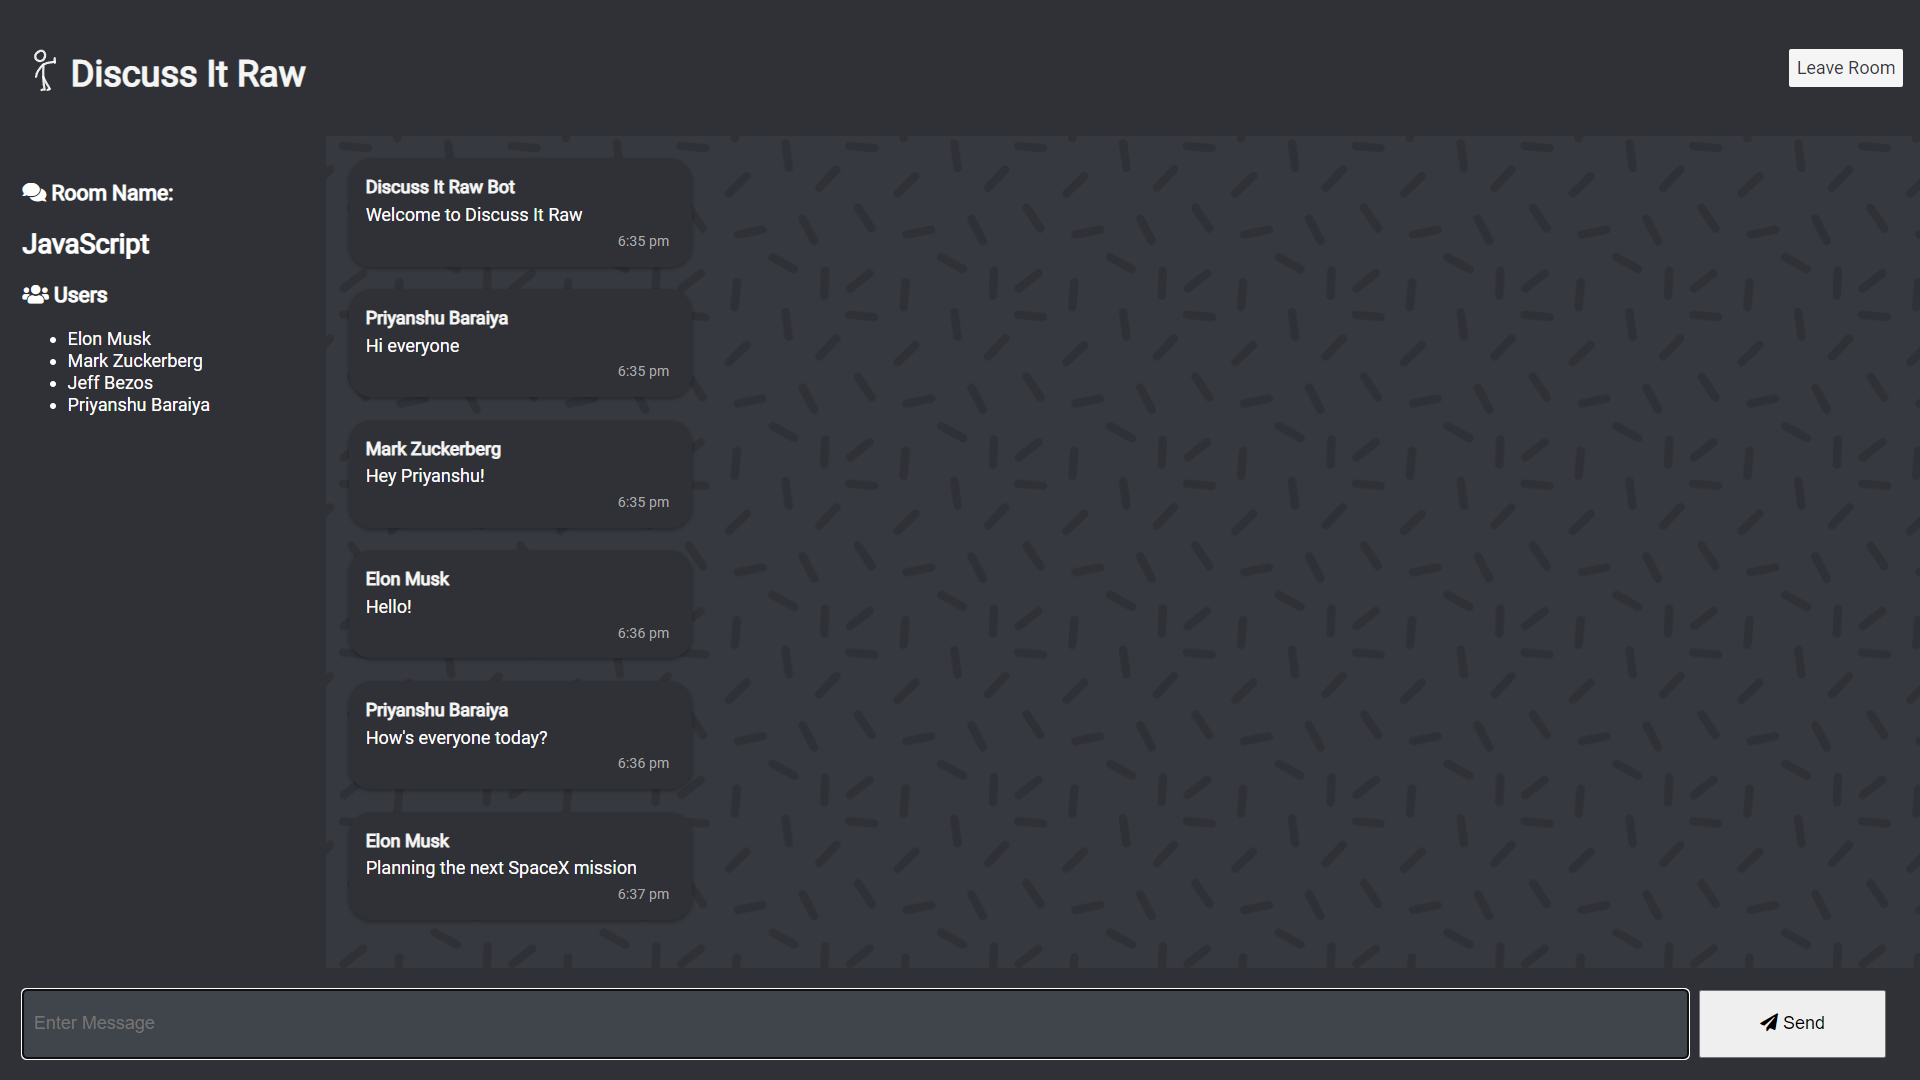 Discuss It Raw
Leave Room
Room Name:
JavaScript
Users
Elon Musk
Mark Zuckerberg
Jeff Bezos
Priyanshu Baraiya
Discuss It Raw Bot
Welcome to Discuss It Raw
6:35 pm
Priyanshu Baraiya
Hi everyone
6:35 pm
Mark Zuckerberg
Hey Priyanshu!
6:35 pm
Elon Musk
Hello!
6:36 pm
Priyanshu Baraiya
How's everyone today?
6:36 pm
Elon Musk
Planning the next SpaceX mission
6:37 pm
Enter Message
Send